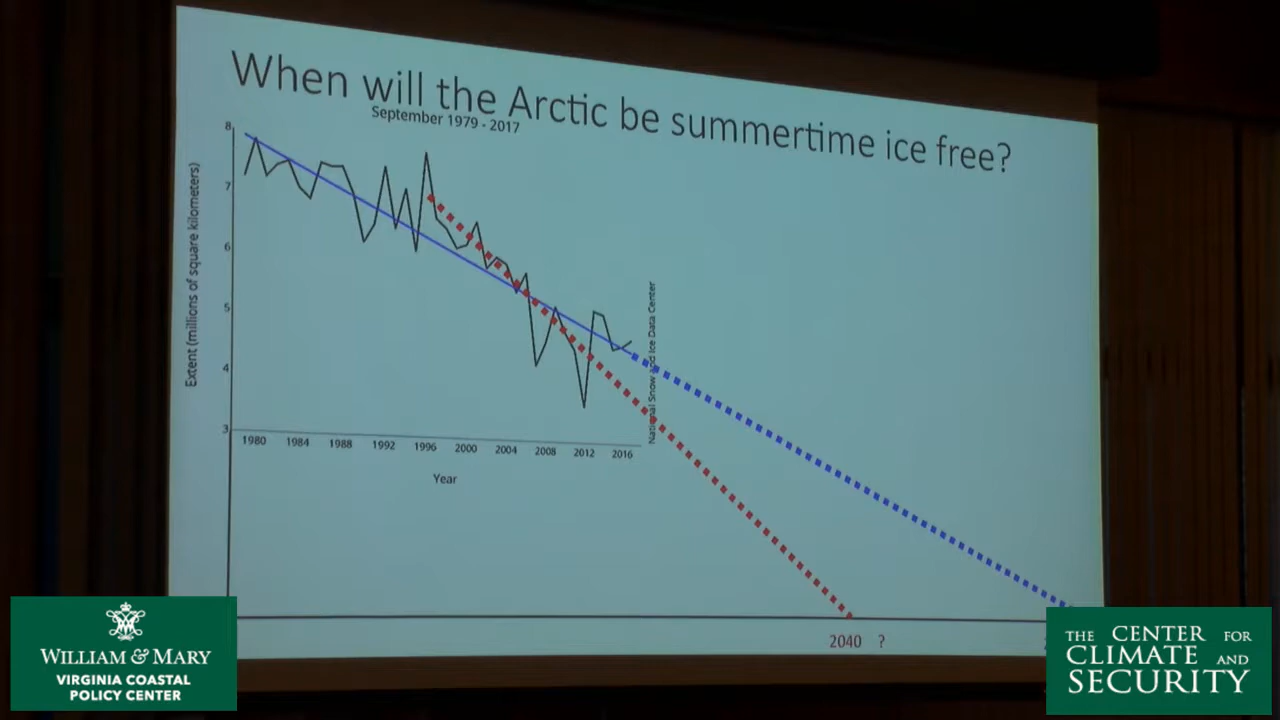 When will the Arctic be summertime ice free?
September 1979 - 2017
Extent (millions of square kilometers)
8
7
6
5
4
3
1980 1984 1988 1992 1996 2000 2004 2008 2012 2016
Year
National Snow and Ice Data Center
2040 ?
WILLIAM & MARY
VIRGINIA COASTAL
POLICY CENTER
THE CENTER FOR
CLIMATE AND
SECURITY